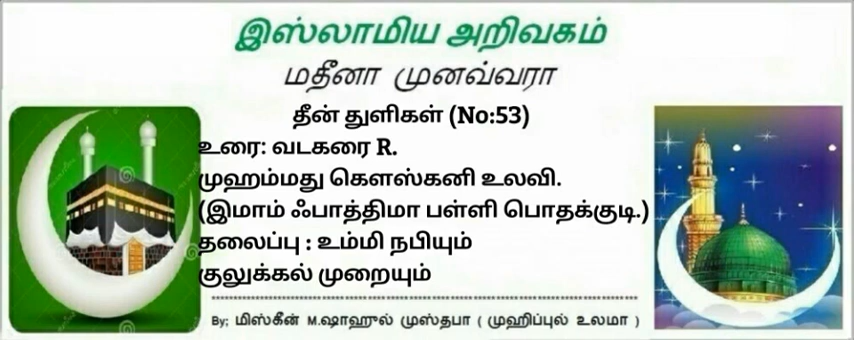 இஸ்லாமிய அறிவகம்
மதீனா முனவ்வரா
தீன் துளிகள் (No:53)
உரை: வடகரை R.
முஹம்மது கௌஸ்கனி உலவி.
(இமாம் ஃபாத்திமா பள்ளி பொதக்குடி.)
தலைப்பு : உம்மி நபியும்
குலுக்கல் முறையும்
By; மிஸ்கீன் M.ஷாஹுல் முஸ்தபா ( முஹிப்புல் உலமா )